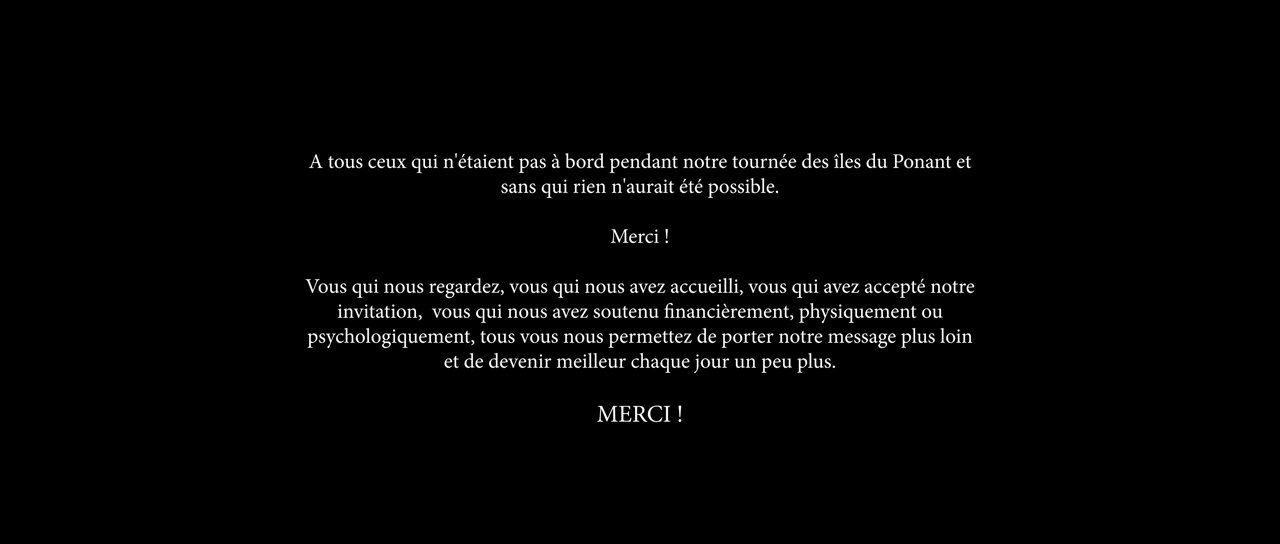 A tous ceux qui n'étaient pas à bord pendant notre tournée des îles du Ponant et
sans qui rien n'aurait été possible.
Merci !
Vous qui nous regardez, vous qui nous avez accueilli, vous qui avez accepté notre
invitation,  vous qui nous avez soutenu financièrement, physiquement ou
psychologiquement, tous vous nous permettez de porter notre message plus loin
et de devenir meilleur chaque jour un peu plus.
MERCI !